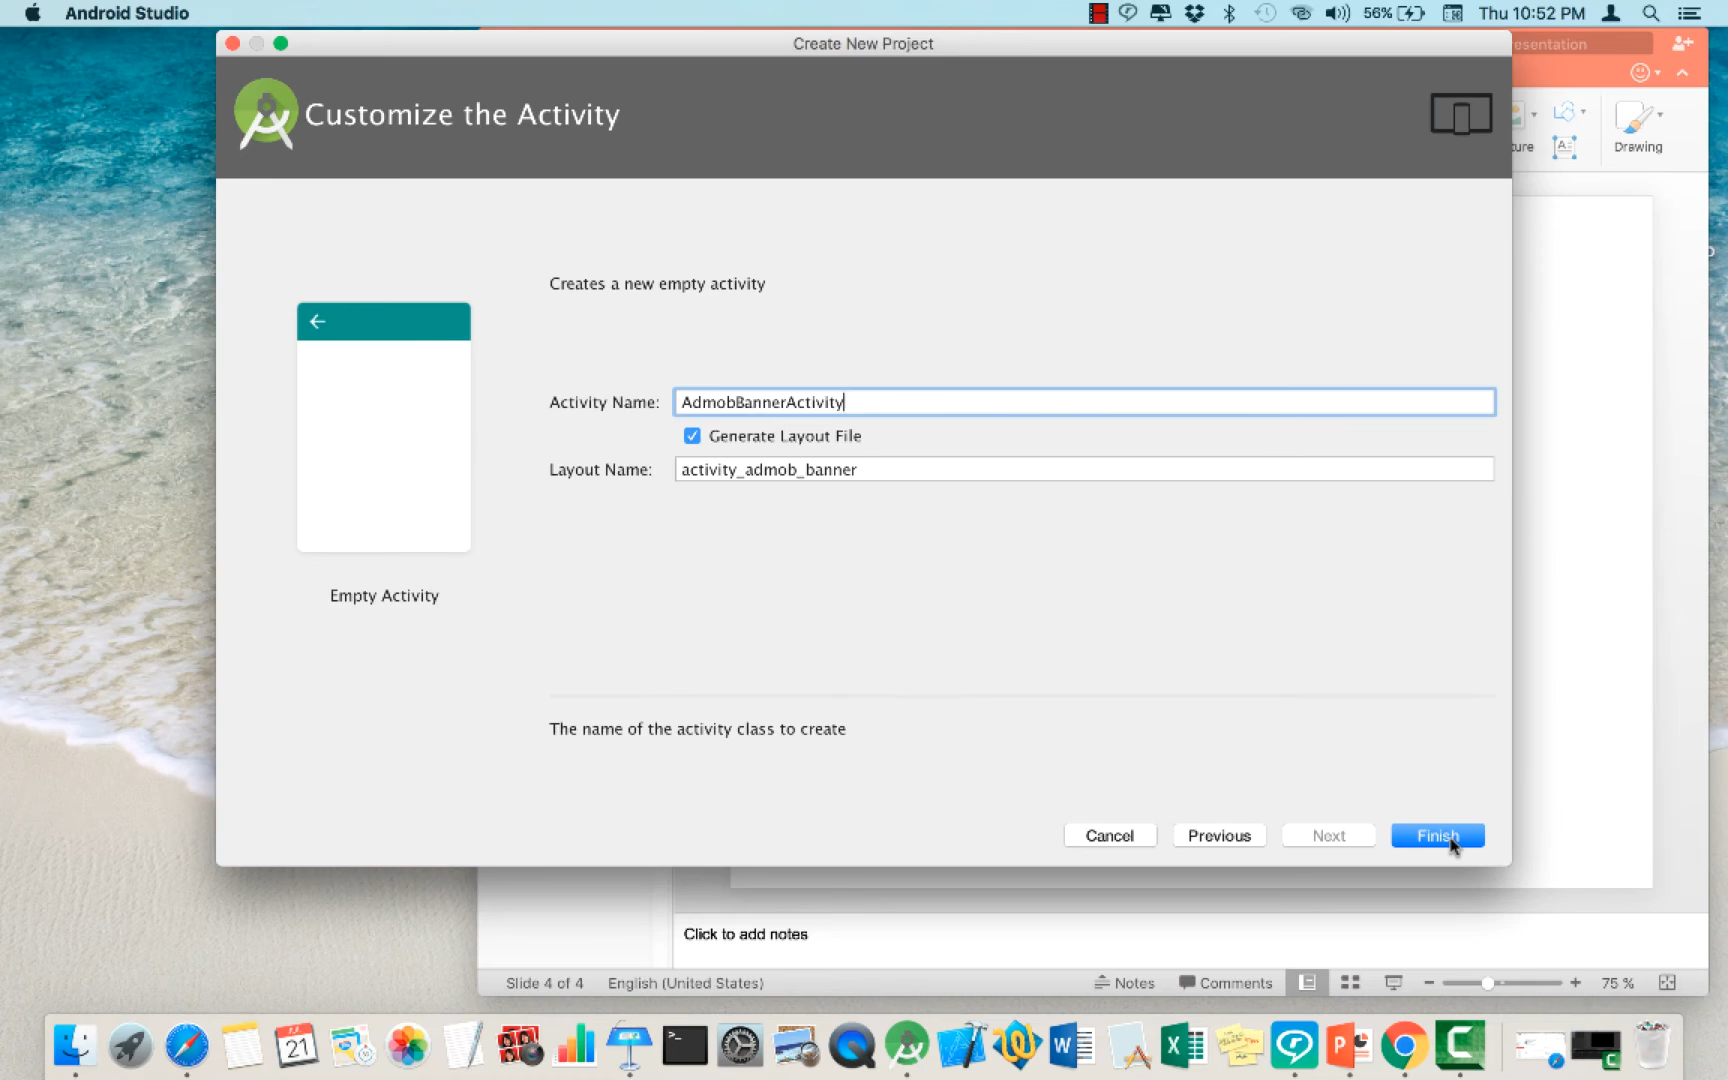 Android Studio
56%
Thu 10:52 PM
Create New Project
esentation
Customize the Activity
ure
Drawing
Creates a new empty activity
Activity Name: AdmobBannerActivity
Generate Layout File
Layout Name: activity_admob_banner
Empty Activity
The name of the activity class to create
Cancel
Previous
Next
Finish
Click to add notes
Slide 4 of 4
English (United States)
Notes
Comments
75 %
21